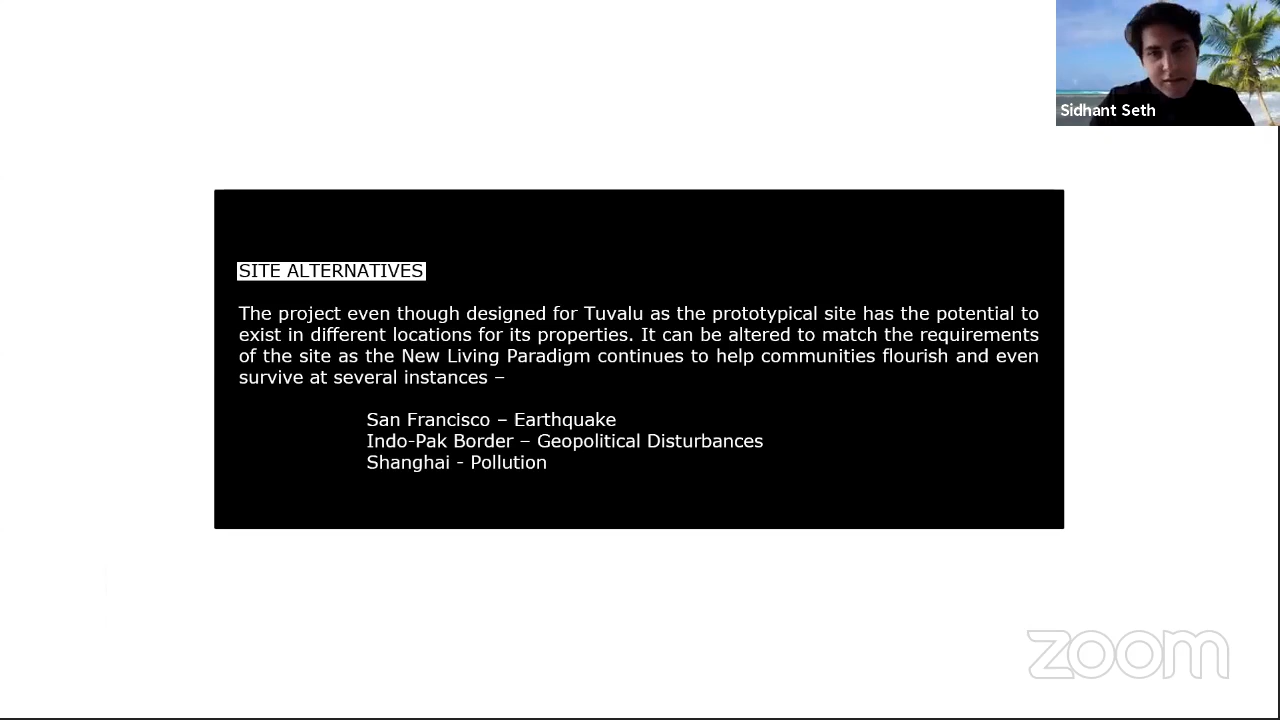 Sidhant Seth
SITE ALTERNATIVES
The project even though designed for Tuvalu as the prototypical site has the potential to
exist in different locations for its properties. It can be altered to match the requirements
of the site as the New Living Paradigm continues to help communities flourish and even
survive at several instances –
San Francisco – Earthquake
Indo-Pak Border – Geopolitical Disturbances
Shanghai - Pollution
zoom